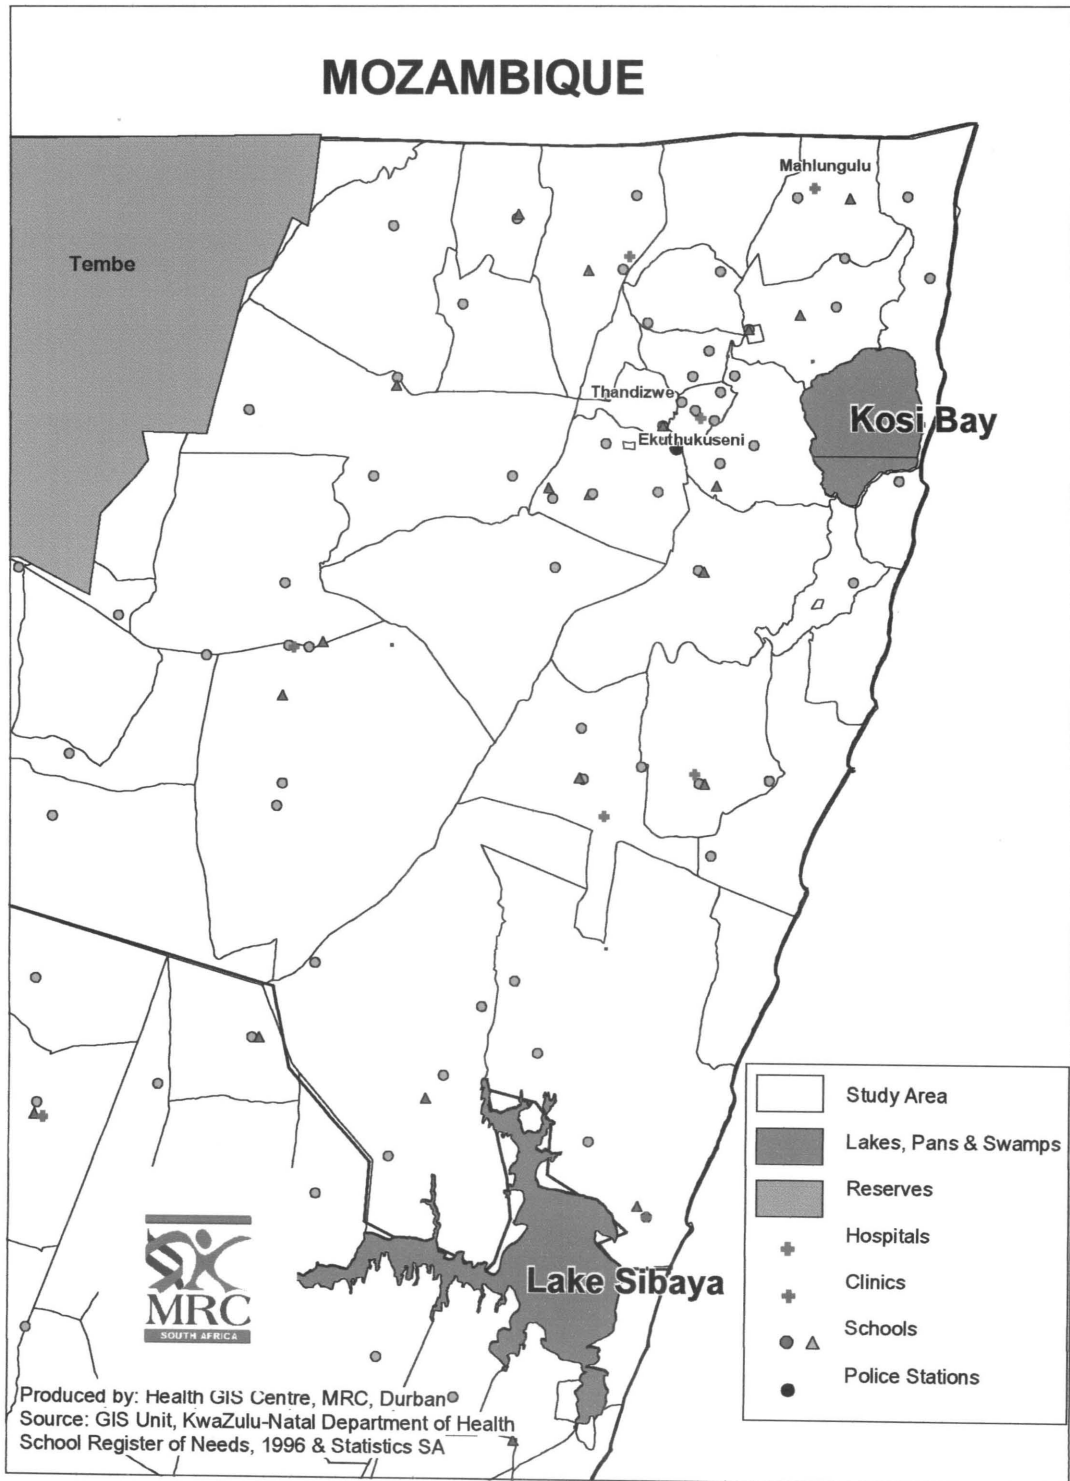 MOZAMBIQUE
Mahlungulu
Tembe
Thandizwe
Kosi Bay
Ekuthukuseni
Study Area
Lakes, Pans & Swamps
Reserves
Hospitals
Clinics
Schools
Police Stations
Lake Sibaya
MRC
SOUTH AFRICA
Produced by: Health GIS Centre, MRC, Durban
Source: GIS Unit, KwaZulu-Natal Department of Health
School Register of Needs, 1996 & Statistics SA